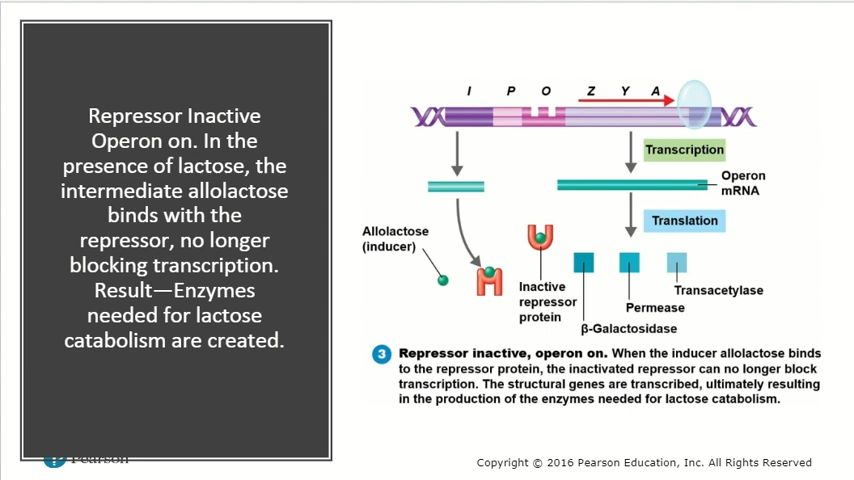 Repressor Inactive
Operon on. In the
presence of lactose, the
intermediate allolactose
binds with the
repressor, no longer
blocking transcription.
Result—Enzymes
needed for lactose
catabolism are created.
I P O Z Y A
Transcription
Operon
mRNA
Translation
Allolactose
(inducer)
Inactive
repressor
protein
Transacetylase
Permease
β-Galactosidase
3 Repressor inactive, operon on. When the inducer allolactose binds
to the repressor protein, the inactivated repressor can no longer block
transcription. The structural genes are transcribed, ultimately resulting
in the production of the enzymes needed for lactose catabolism.
Pearson
Copyright © 2016 Pearson Education, Inc. All Rights Reserved